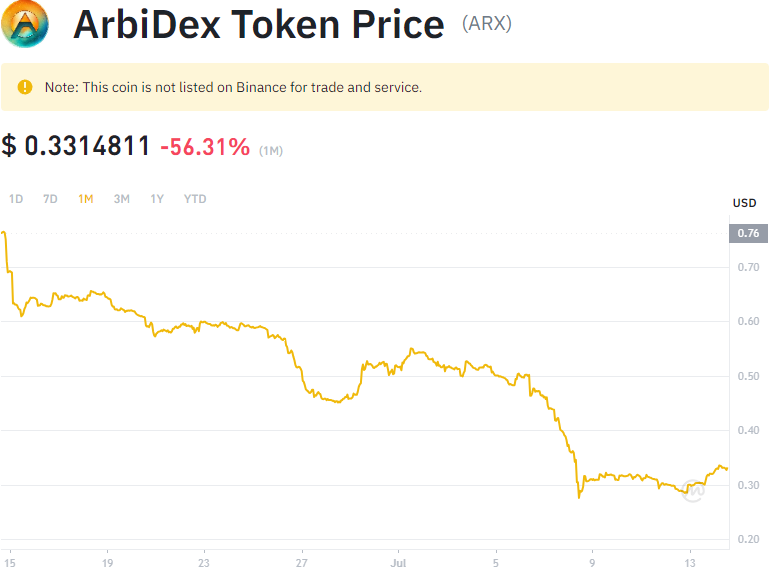 ArbiDex Token Price (ARX)
Note: This coin is not listed on Binance for trade and service.
$ 0.3314811 -56.31% (1M)
1D 7D 1M 3M 1Y YTD
USD
0.76
0.70
0.60
0.50
0.40
0.30
0.20
15 19 23 27 Jul 5 9 13